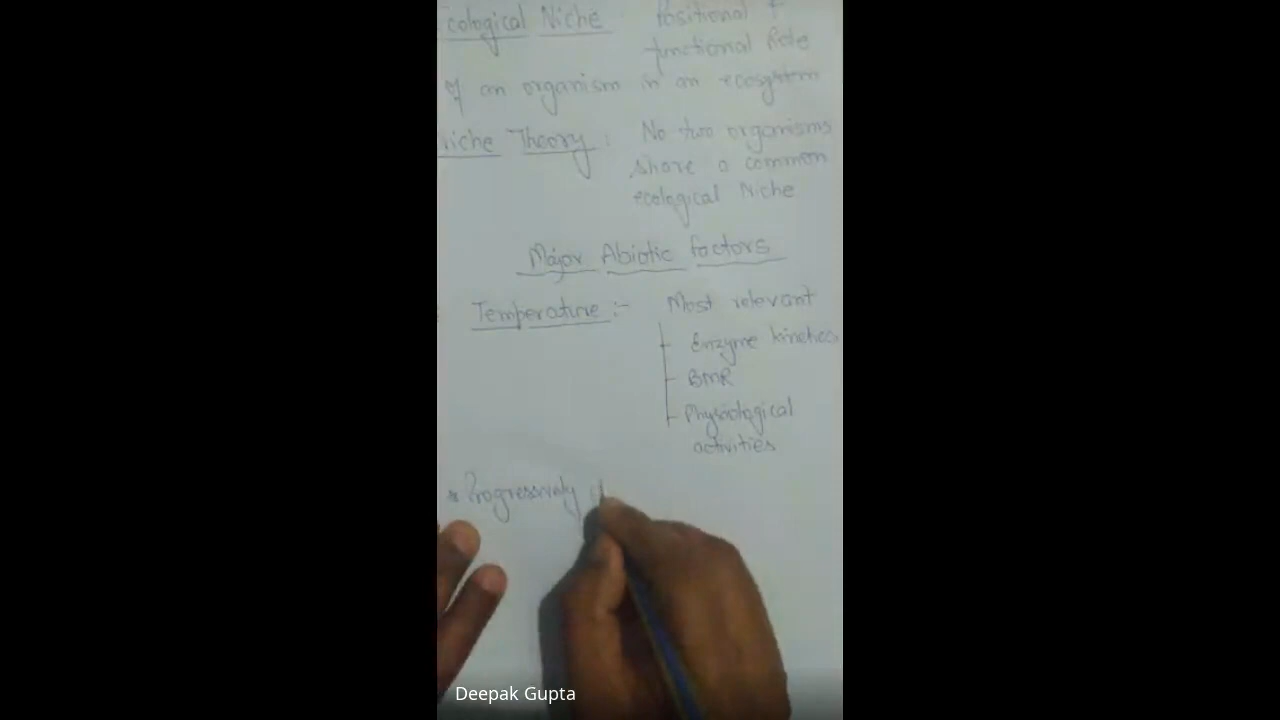 cological Niche Positional +
functional Role
of an organism in an ecosystem
iche Theory : No two organisms
share a common
ecological Niche
Major Abiotic factors
Temperature :- Most relevant
Enzyme kinetics
BMR
Physiological
activities
* Progressively
Deepak Gupta